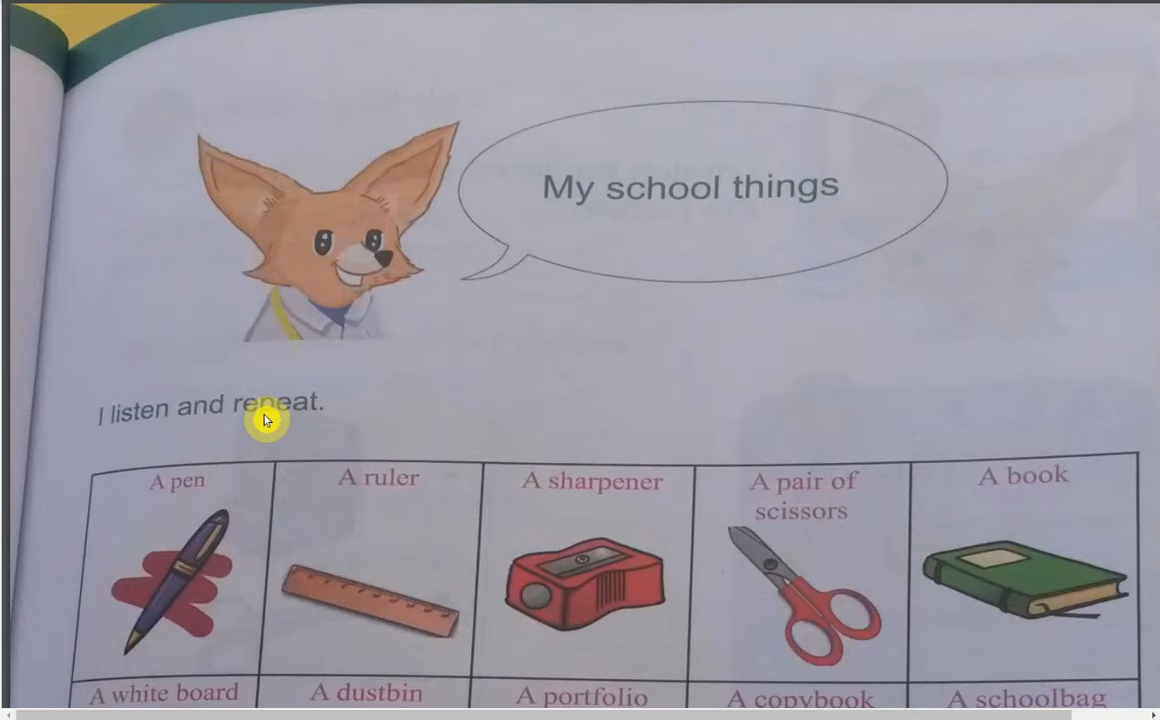 My school things
I listen and repeat.
A pen
A ruler
A sharpener
A pair of
scissors
A book
A white board
A dustbin
A portfolio
A copybook
A schoolbag